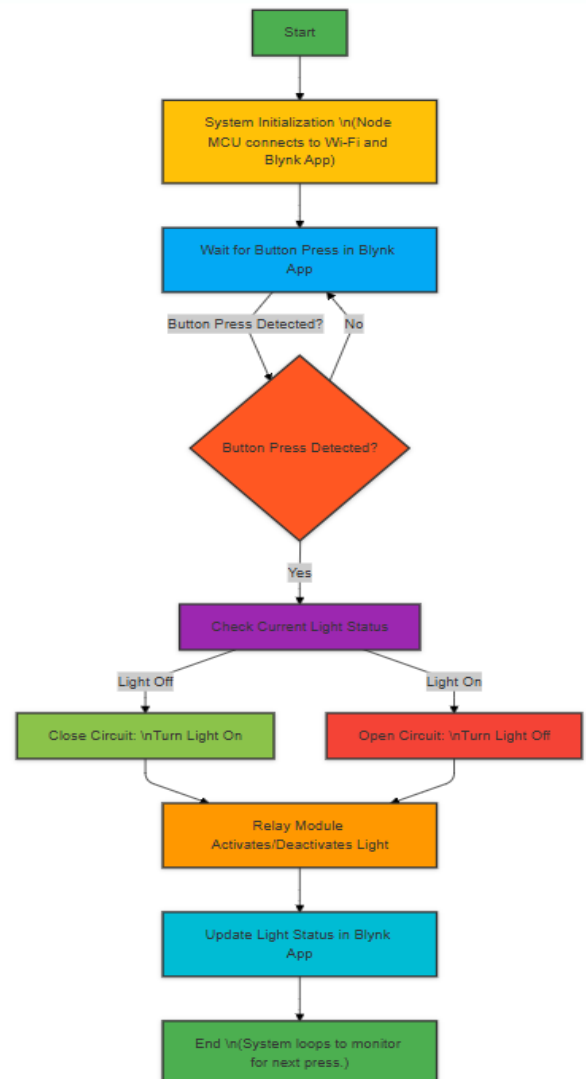 Start
System Initialization \n(Node
MCU connects to Wi-Fi and
Blynk App)
Wait for Button Press in Blynk
App
Button Press Detected?
No
Button Press Detected?
Yes
Check Current Light Status
Light Off
Light On
Close Circuit: \nTurn Light On
Open Circuit: \nTurn Light Off
Relay Module
Activates/Deactivates Light
Update Light Status in Blynk
App
End \n(System loops to monitor
for next press.)